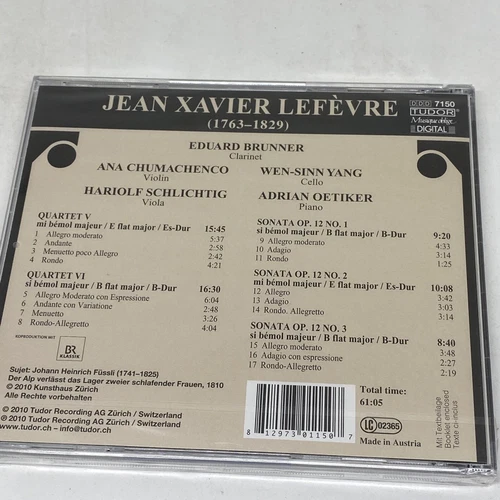 JEAN XAVIER LEFÈVRE
(1763–1829)
DDD 7150
TUDOR
Musique oblige
DIGITAL
EDUARD BRUNNER
Clarinet
ANA CHUMACHENCO
Violin
WEN-SINN YANG
Cello
HARIOLF SCHLICHTIG
Viola
ADRIAN OETIKER
Piano
QUARTET V
mi bémol majeur / E flat major / Es-Dur 15:45
1 Allegro moderato 5:37
2 Andante 2:58
3 Menuetto poco Allegro 2:42
4 Rondo 4:21
QUARTET VI
si bémol majeur / B flat major / B-Dur 16:30
5 Allegro Moderato con Espressione 6:04
6 Andante con Variatione 2:48
7 Menuetto 3:26
8 Rondo-Allegretto 4:04
SONATA OP. 12 NO. 1
si bémol majeur / B flat major / B-Dur 9:20
9 Allegro moderato 4:33
10 Adagio 3:14
11 Rondo 1:25
SONATA OP. 12 NO. 2
mi bémol majeur / E flat major / Es-Dur 10:08
12 Allegro 3:42
13 Adagio 3:03
14 Rondo. Allegretto 3:14
SONATA OP. 12 NO. 3
si bémol majeur / B flat major / B-Dur 8:40
15 Allegro moderato 3:48
16 Adagio con espressione 2:27
17 Rondo-Allegretto 2:19
KOPRODUKTION MIT
BR
KLASSIK
Sujet: Johann Heinrich Füssli (1741–1825)
Der Alp verlässt das Lager zweier schlafender Frauen, 1810
© 2010 Kunsthaus Zürich
Alle Rechte vorbehalten
℗ 2010 Tudor Recording AG Zürich / Switzerland
© 2010 Tudor Recording AG Zürich / Switzerland
www.tudor.ch – info@tudor.ch
8 12973 01150 7
Total time:
61:05
LC 02365
Made in Austria
Mit Textbeilage
Booklet enclosed
Texte ci-inclus